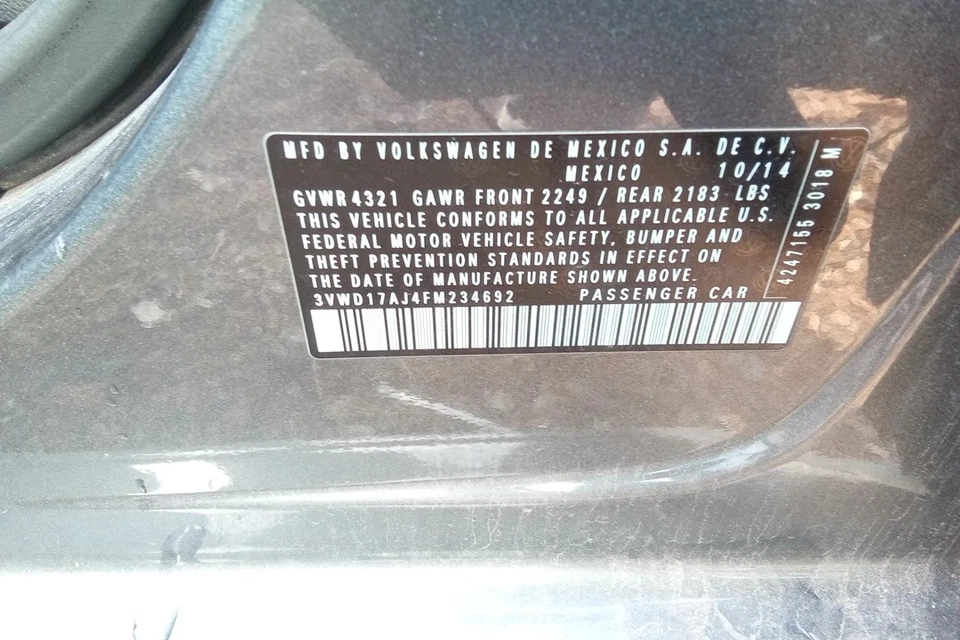 MFD BY VOLKSWAGEN DE MEXICO S.A. DE C.V.
MEXICO 10/14
GVWR 4321 GAWR FRONT 2249 / REAR 2183 LBS
THIS VEHICLE CONFORMS TO ALL APPLICABLE U.S.
FEDERAL MOTOR VEHICLE SAFETY, BUMPER AND
THEFT PREVENTION STANDARDS IN EFFECT ON
THE DATE OF MANUFACTURE SHOWN ABOVE.
3VWD17AJ4FM234692 PASSENGER CAR
4247155 3018 M